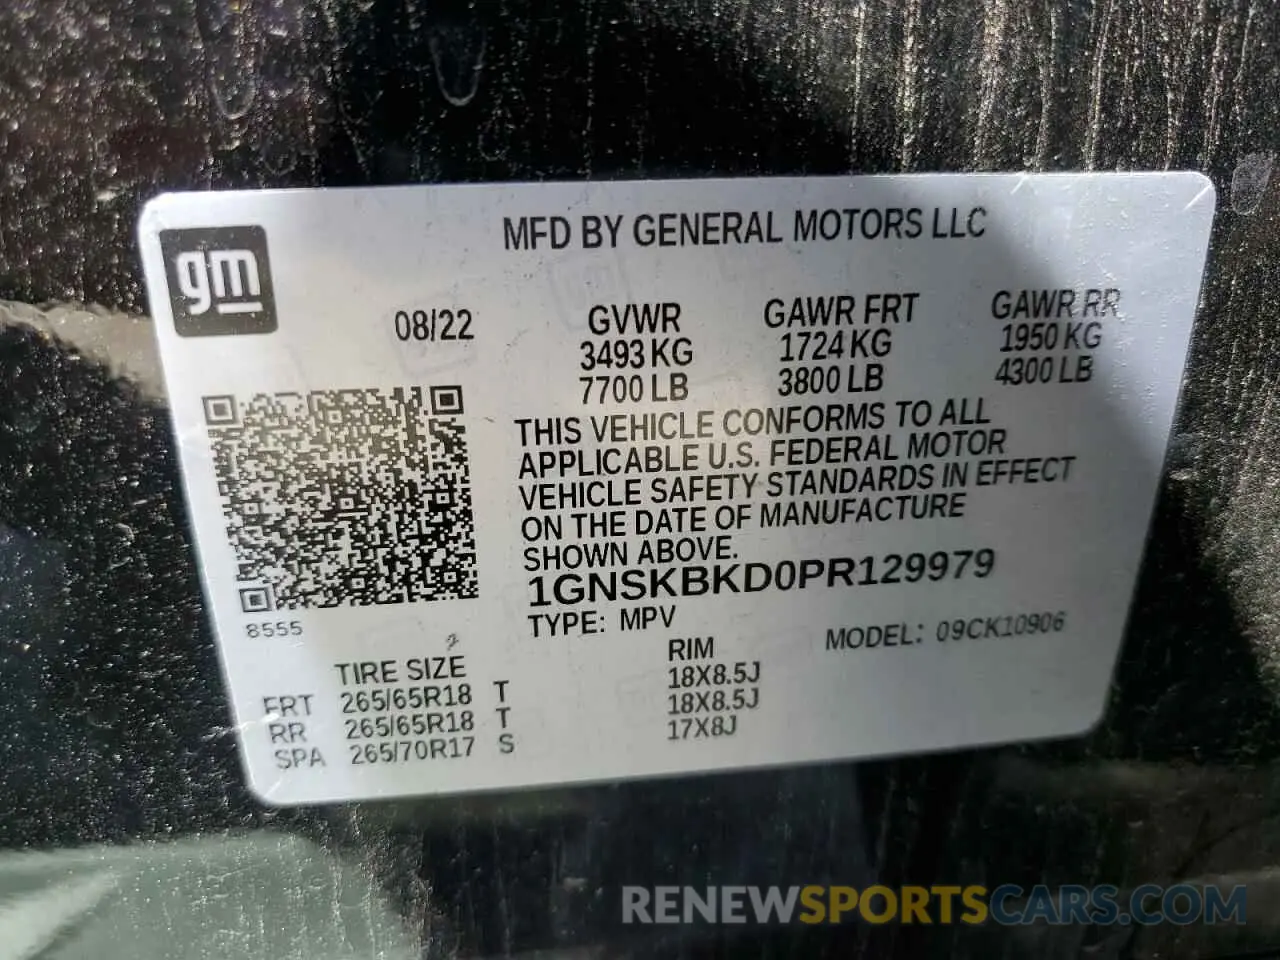 MFD BY GENERAL MOTORS LLC
gm
08/22
GVWR GAWR FRT GAWR RR
3493 KG 1724 KG 1950 KG
7700 LB 3800 LB 4300 LB
THIS VEHICLE CONFORMS TO ALL
APPLICABLE U.S. FEDERAL MOTOR
VEHICLE SAFETY STANDARDS IN EFFECT
ON THE DATE OF MANUFACTURE
SHOWN ABOVE.
1GNSKBKD0PR129979
8555
TYPE: MPV MODEL: 09CK10906
2
TIRE SIZE RIM
FRT 265/65R18 T 18X8.5J
RR 265/65R18 T 18X8.5J
SPA 265/70R17 S 17X8J
RENEWSPORTSCARS.COM